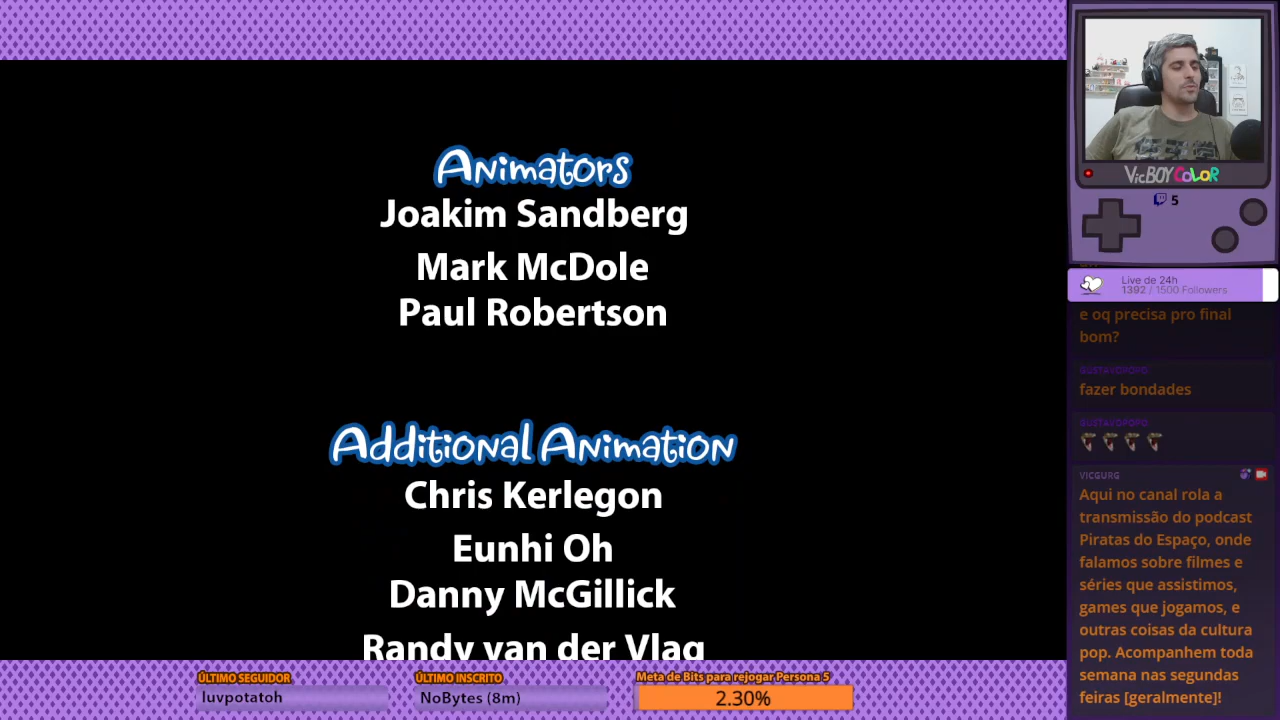 Animators
Joakim Sandberg
Mark McDole
Paul Robertson
Additional Animation
Chris Kerlegon
Eunhi Oh
Danny McGillick
Randy van der Vlag
VicBOY COLOR
5
Live de 24h
1392 / 1500 Followers
e oq precisa pro final
bom?
GUSTAVOPOPO
fazer bondades
GUSTAVOPOPO
VICGURG
Aqui no canal rola a
transmissão do podcast
Piratas do Espaço, onde
falamos sobre filmes e
séries que assistimos,
games que jogamos, e
outras coisas da cultura
pop. Acompanhem toda
semana nas segundas
feiras [geralmente]!
ÚLTIMO SEGUIDOR
luvpotatoh
ÚLTIMO INSCRITO
NoBytes (8m)
Meta de Bits para rejogar Persona 5
2.30%